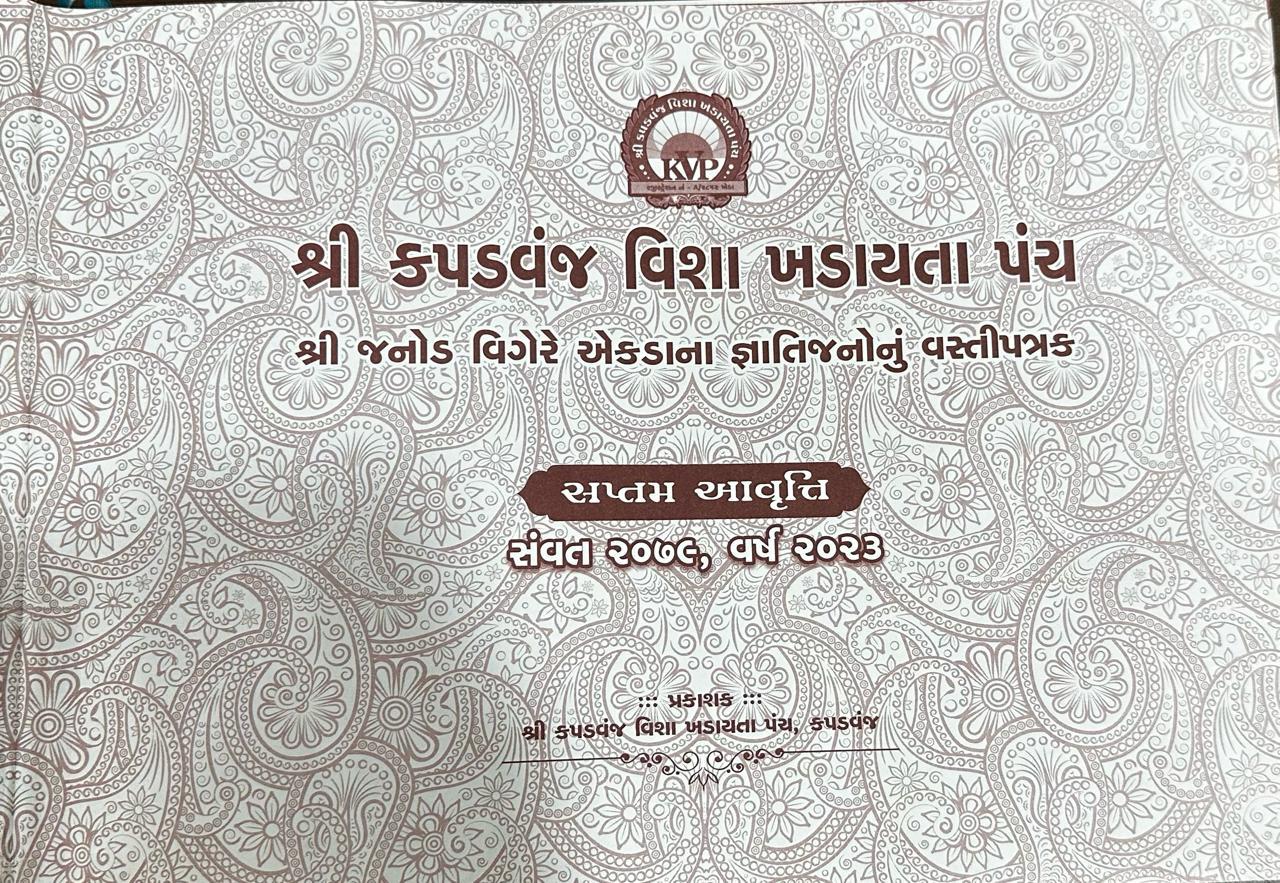 શ્રી કપડવંજ વિશા ખડાયતા પંચ
KVP
શ્રી કપડવંજ વિશા ખડાયતા પંચ
શ્રી જનોડ વિગેરે એકડાના જ્ઞાતિજનોનું વસ્તીપત્રક
સપ્તમ આવૃત્તિ
સંવત ૨૦૭૯, વર્ષ ૨૦૨૩
::: પ્રકાશક :::
શ્રી કપડવંજ વિશા ખડાયતા પંચ, કપડવંજ